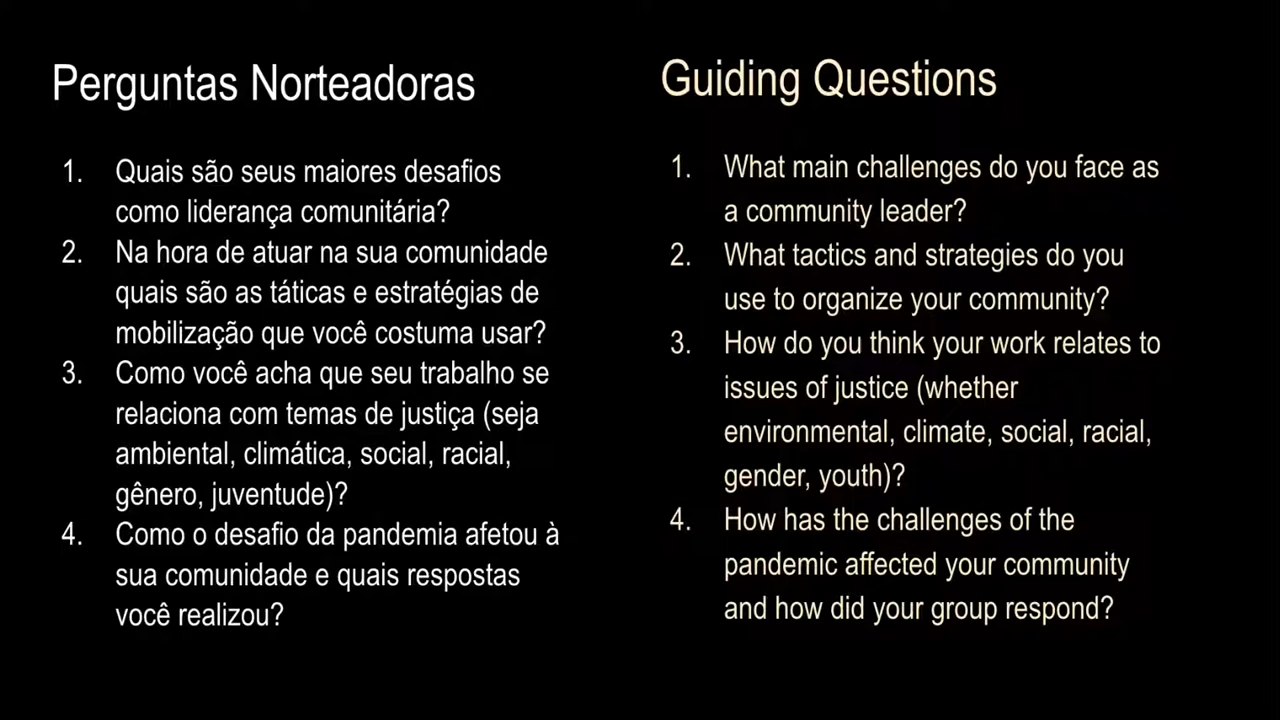 Perguntas Norteadoras
1. Quais são seus maiores desafios
como liderança comunitária?
2. Na hora de atuar na sua comunidade
quais são as táticas e estratégias de
mobilização que você costuma usar?
3. Como você acha que seu trabalho se
relaciona com temas de justiça (seja
ambiental, climática, social, racial,
gênero, juventude)?
4. Como o desafio da pandemia afetou à
sua comunidade e quais respostas
você realizou?
Guiding Questions
1. What main challenges do you face as
a community leader?
2. What tactics and strategies do you
use to organize your community?
3. How do you think your work relates to
issues of justice (whether
environmental, climate, social, racial,
gender, youth)?
4. How has the challenges of the
pandemic affected your community
and how did your group respond?